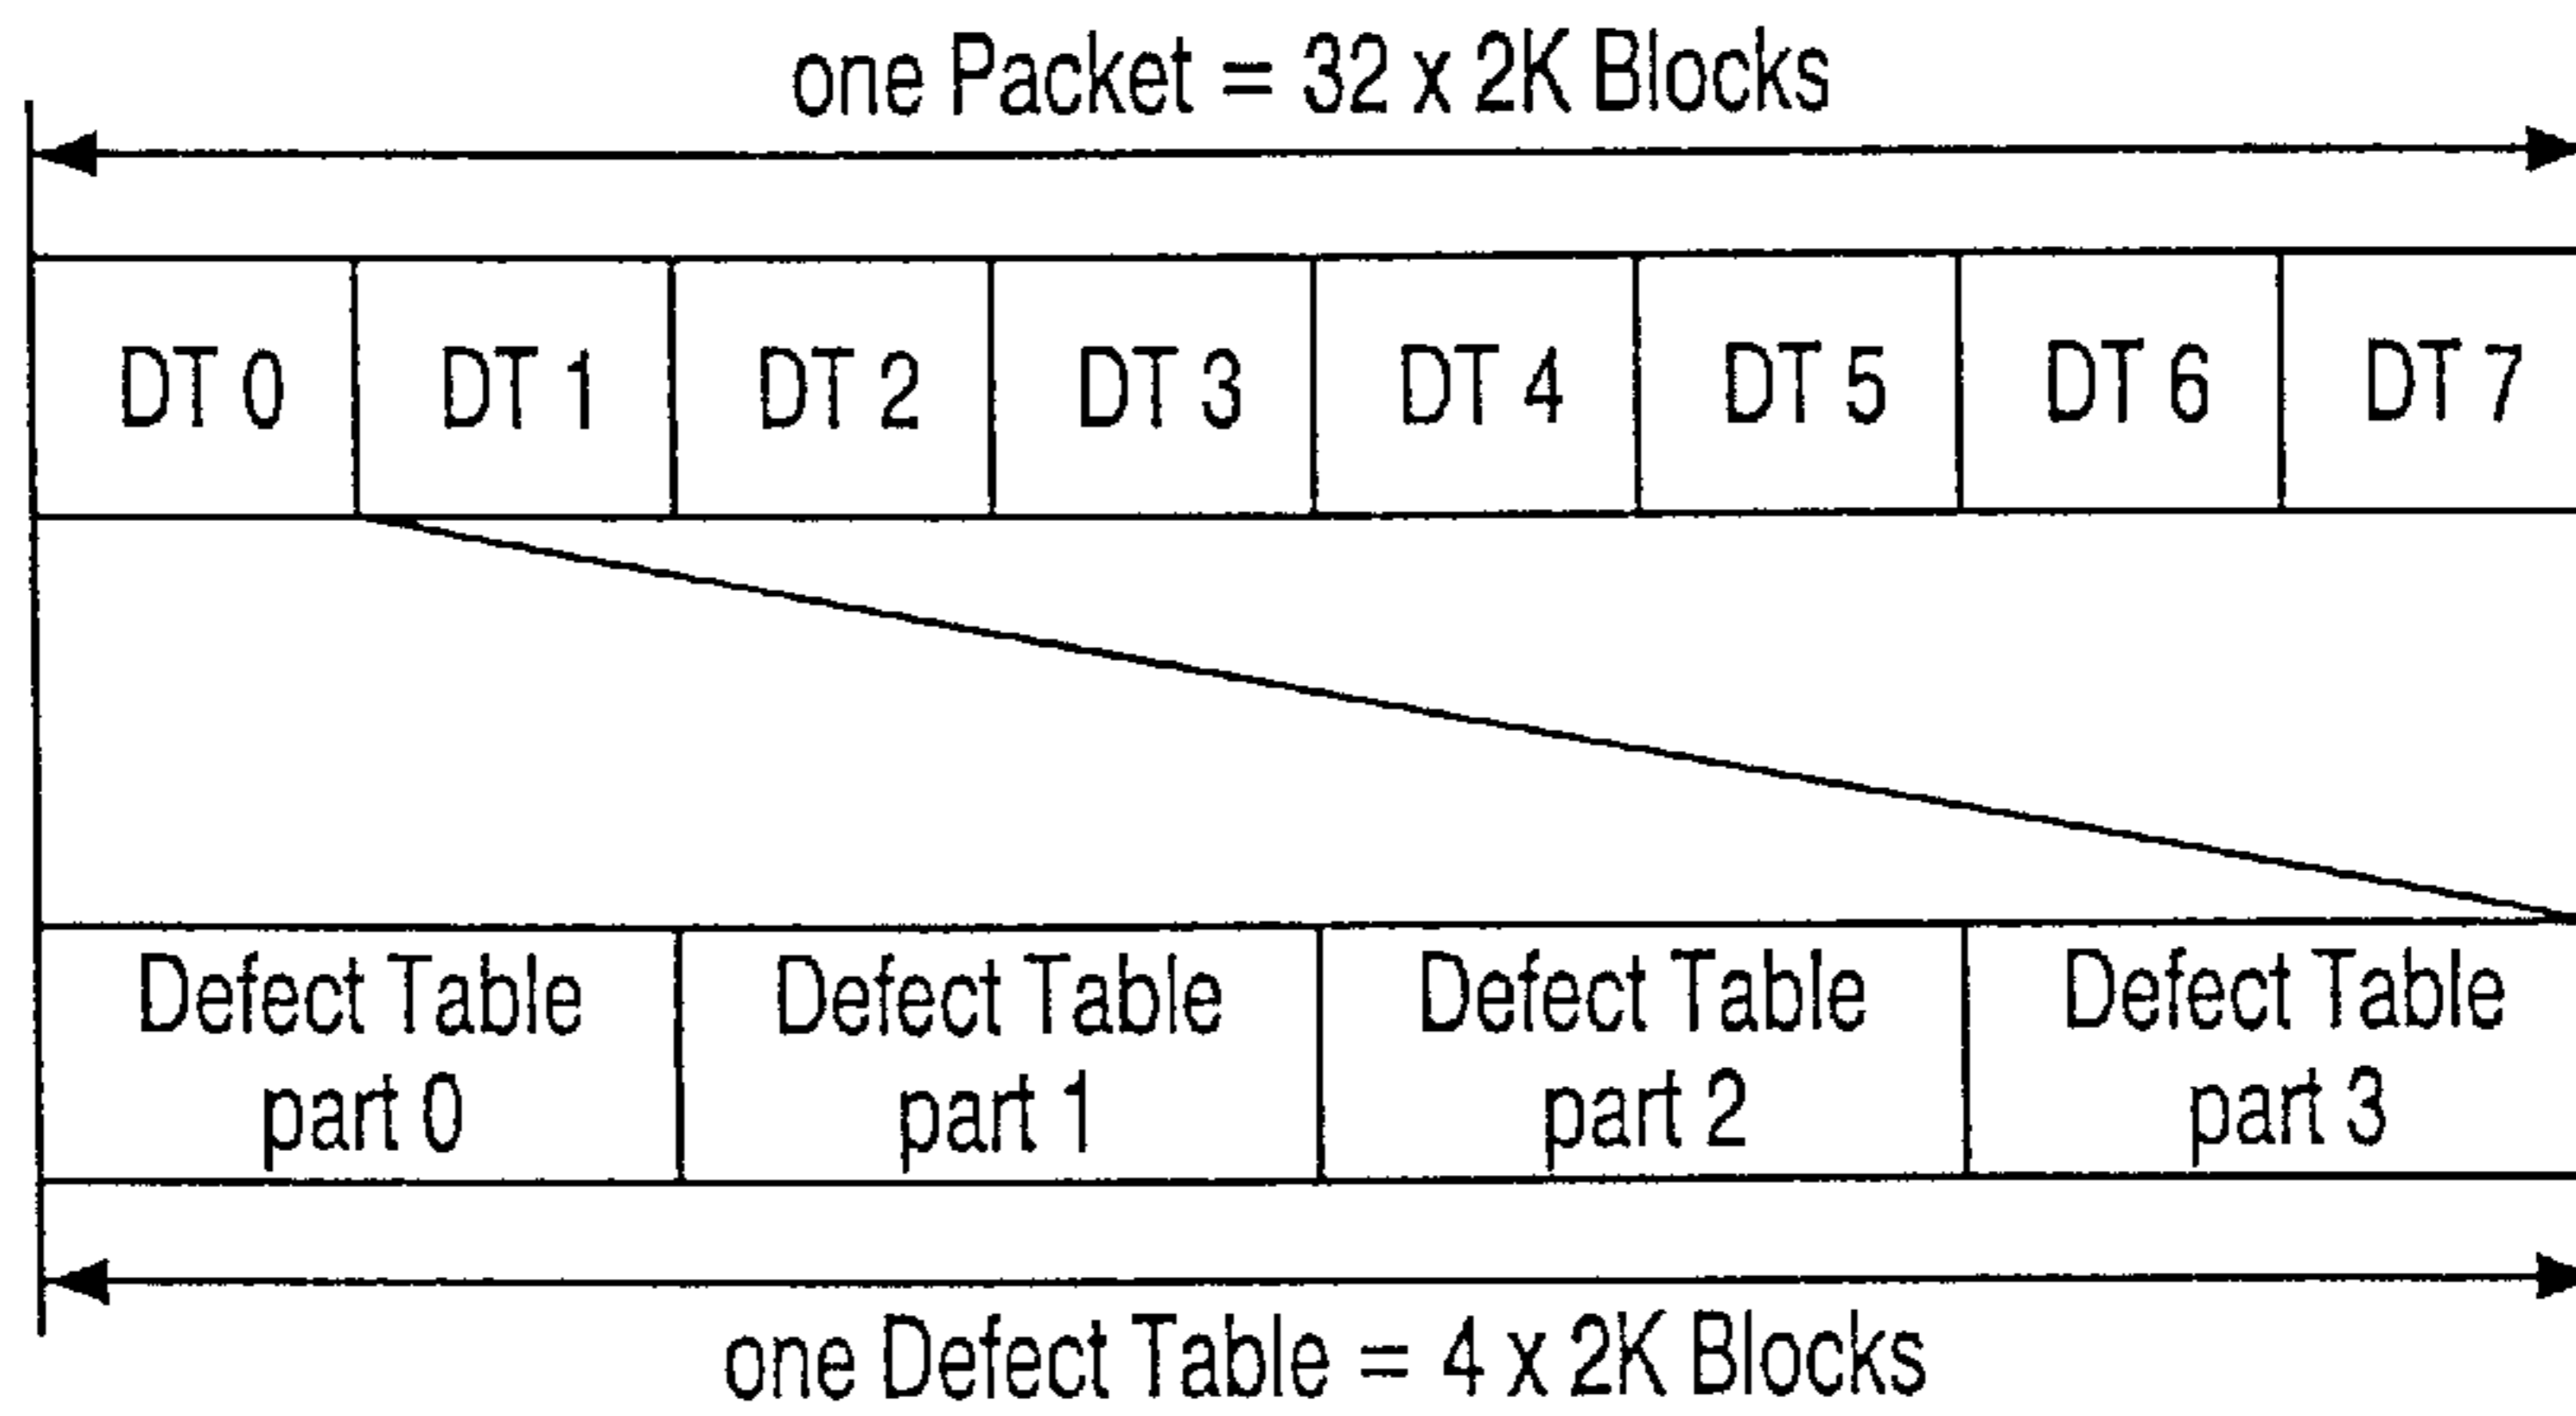 one Packet = 32 x 2K Blocks
DT 0 DT 1 DT 2 DT 3 DT 4 DT 5 DT 6 DT 7
Defect Table part 0
Defect Table part 1
Defect Table part 2
Defect Table part 3
one Defect Table = 4 x 2K Blocks